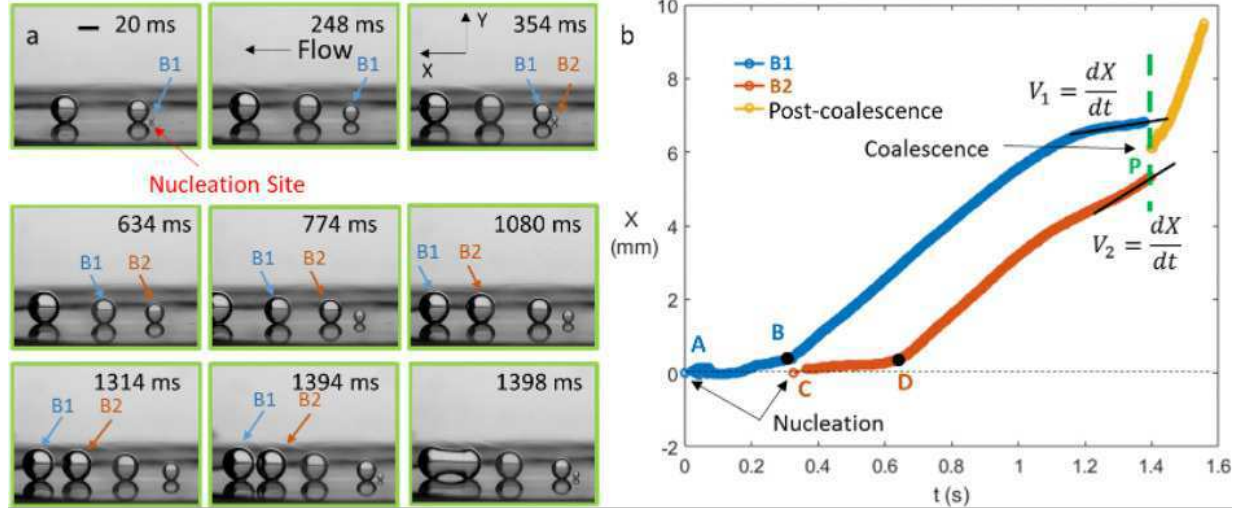 a
20 ms
B1
Nucleation Site
248 ms
Flow
B1
354 ms
Y
X
B1
B2
634 ms
B1
B2
774 ms
B1
B2
1080 ms
B1
B2
1314 ms
B1
B2
1394 ms
B1
B2
1398 ms
b
B1
B2
Post-coalescence
V₁ = dX/dt
Coalescence
P
V₂ = dX/dt
A
B
C
D
Nucleation
X
(mm)
10
8
6
4
2
0
-2
0
0.2
0.4
0.6
0.8
1
1.2
1.4
1.6
t (s)